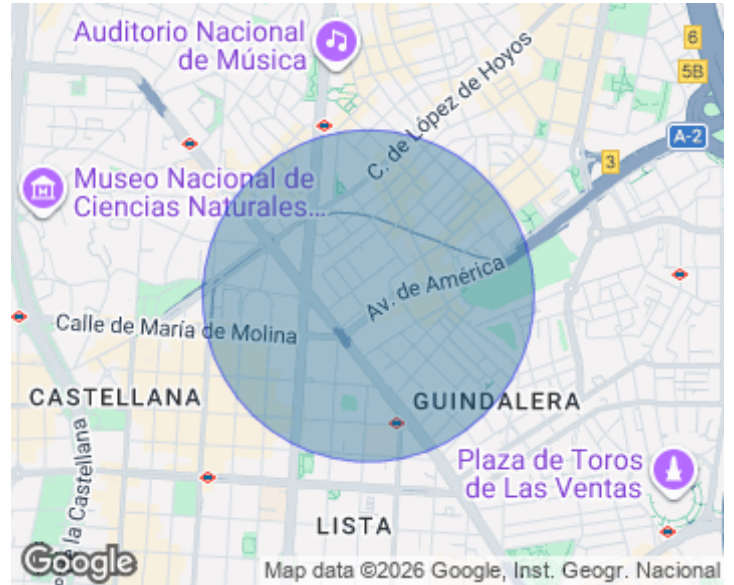 Auditorio Nacional
de Música
6
5B
C. de López de Hoyos
A-2
3
Museo Nacional de
Ciencias Naturales...
Av. de América
Calle de María de Molina
CASTELLANA
GUINDALERA
la Castellana
Plaza de Toros
de Las Ventas
LISTA
Google
Map data ©2026 Google, Inst. Geogr. Nacional